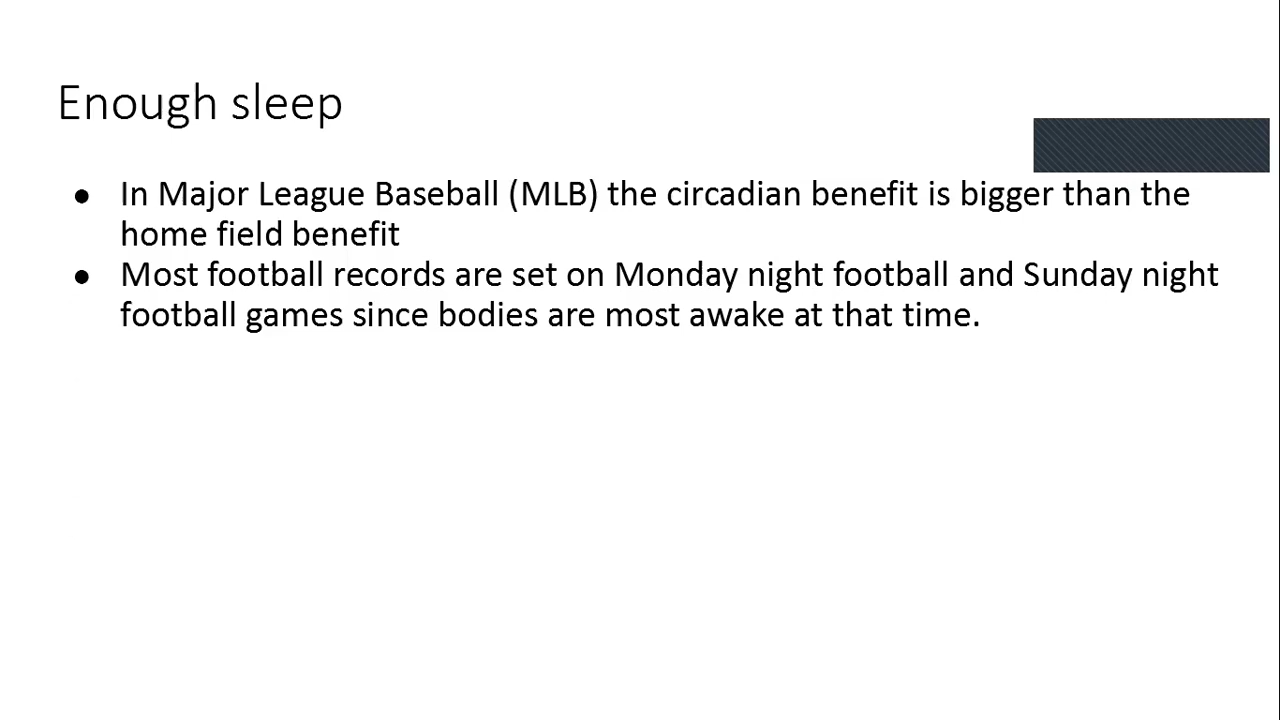 Enough sleep
● In Major League Baseball (MLB) the circadian benefit is bigger than the
home field benefit
● Most football records are set on Monday night football and Sunday night
football games since bodies are most awake at that time.